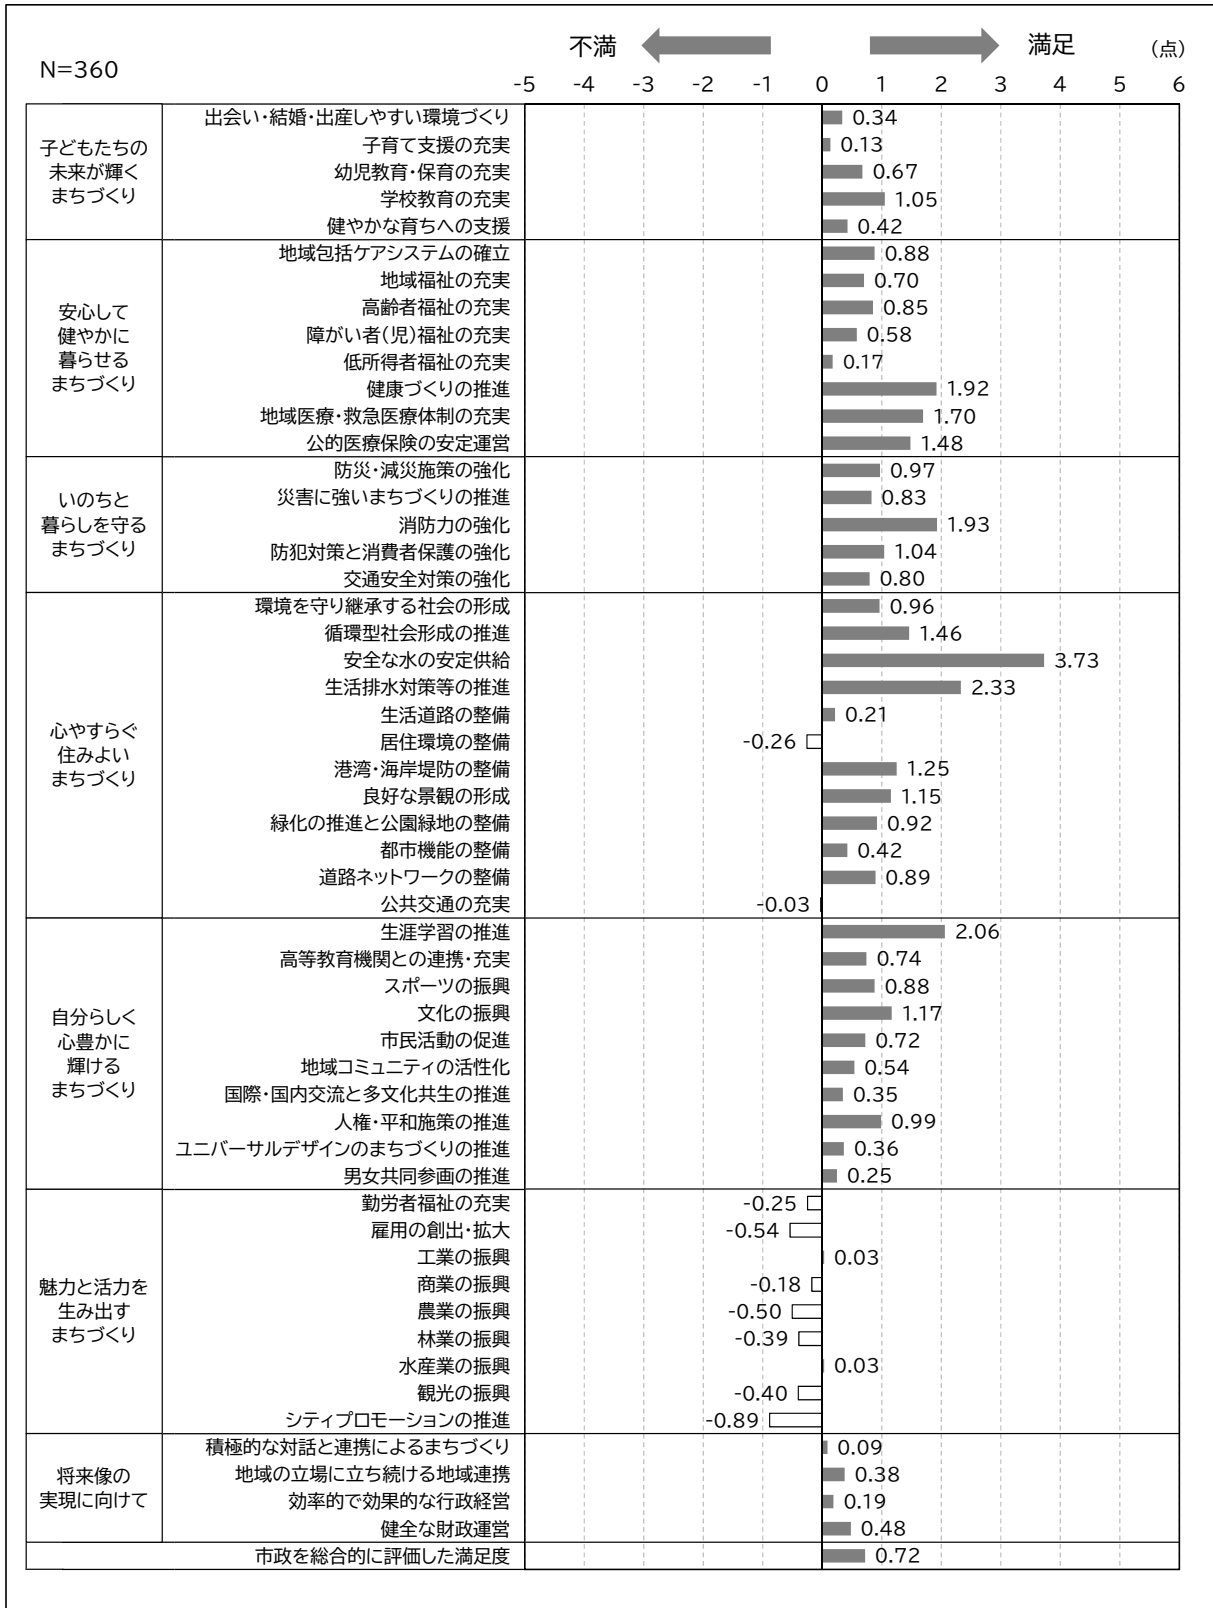 不満 満足 (点)
N=360
-5 -4 -3 -2 -1 0 1 2 3 4 5 6
子どもたちの
未来が輝く
まちづくり
出会い・結婚・出産しやすい環境づくり 0.34
子育て支援の充実 0.13
幼児教育・保育の充実 0.67
学校教育の充実 1.05
健やかな育ちへの支援 0.42
安心して
健やかに
暮らせる
まちづくり
地域包括ケアシステムの確立 0.88
地域福祉の充実 0.70
高齢者福祉の充実 0.85
障がい者(児)福祉の充実 0.58
低所得者福祉の充実 0.17
健康づくりの推進 1.92
地域医療・救急医療体制の充実 1.70
公的医療保険の安定運営 1.48
いのちと
暮らしを守る
まちづくり
防災・減災施策の強化 0.97
災害に強いまちづくりの推進 0.83
消防力の強化 1.93
防犯対策と消費者保護の強化 1.04
交通安全対策の強化 0.80
心やすらぐ
住みよい
まちづくり
環境を守り継承する社会の形成 0.96
循環型社会形成の推進 1.46
安全な水の安定供給 3.73
生活排水対策等の推進 2.33
生活道路の整備 0.21
居住環境の整備 -0.26
港湾・海岸堤防の整備 1.25
良好な景観の形成 1.15
緑化の推進と公園緑地の整備 0.92
都市機能の整備 0.42
道路ネットワークの整備 0.89
公共交通の充実 -0.03
自分らしく
心豊かに
輝ける
まちづくり
生涯学習の推進 2.06
高等教育機関との連携・充実 0.74
スポーツの振興 0.88
文化の振興 1.17
市民活動の促進 0.72
地域コミュニティの活性化 0.54
国際・国内交流と多文化共生の推進 0.35
人権・平和施策の推進 0.99
ユニバーサルデザインのまちづくりの推進 0.36
男女共同参画の推進 0.25
魅力と活力を
生み出す
まちづくり
勤労者福祉の充実 -0.25
雇用の創出・拡大 -0.54
工業の振興 0.03
商業の振興 -0.18
農業の振興 -0.50
林業の振興 -0.39
水産業の振興 0.03
観光の振興 -0.40
シティプロモーションの推進 -0.89
将来像の
実現に向けて
積極的な対話と連携によるまちづくり 0.09
地域の立場に立ち続ける地域連携 0.38
効率的で効果的な行政経営 0.19
健全な財政運営 0.48
市政を総合的に評価した満足度 0.72